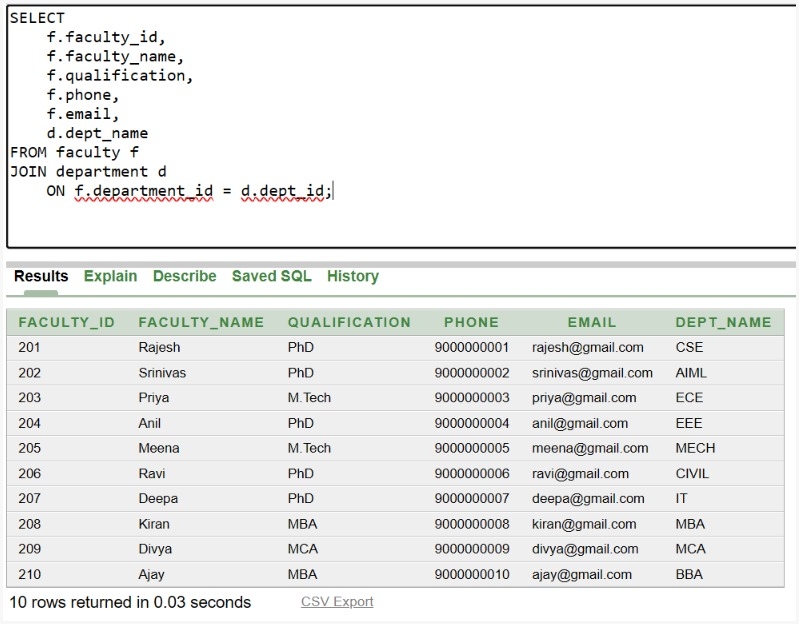 SELECT
    f.faculty_id,
    f.faculty_name,
    f.qualification,
    f.phone,
    f.email,
    d.dept_name
FROM faculty f
JOIN department d
    ON f.department_id = d.dept_id;
Results Explain Describe Saved SQL History
FACULTY_ID FACULTY_NAME QUALIFICATION PHONE EMAIL DEPT_NAME
201 Rajesh PhD 9000000001 rajesh@gmail.com CSE
202 Srinivas PhD 9000000002 srinivas@gmail.com AIML
203 Priya M.Tech 9000000003 priya@gmail.com ECE
204 Anil PhD 9000000004 anil@gmail.com EEE
205 Meena M.Tech 9000000005 meena@gmail.com MECH
206 Ravi PhD 9000000006 ravi@gmail.com CIVIL
207 Deepa PhD 9000000007 deepa@gmail.com IT
208 Kiran MBA 9000000008 kiran@gmail.com MBA
209 Divya MCA 9000000009 divya@gmail.com MCA
210 Ajay MBA 9000000010 ajay@gmail.com BBA
10 rows returned in 0.03 seconds CSV Export